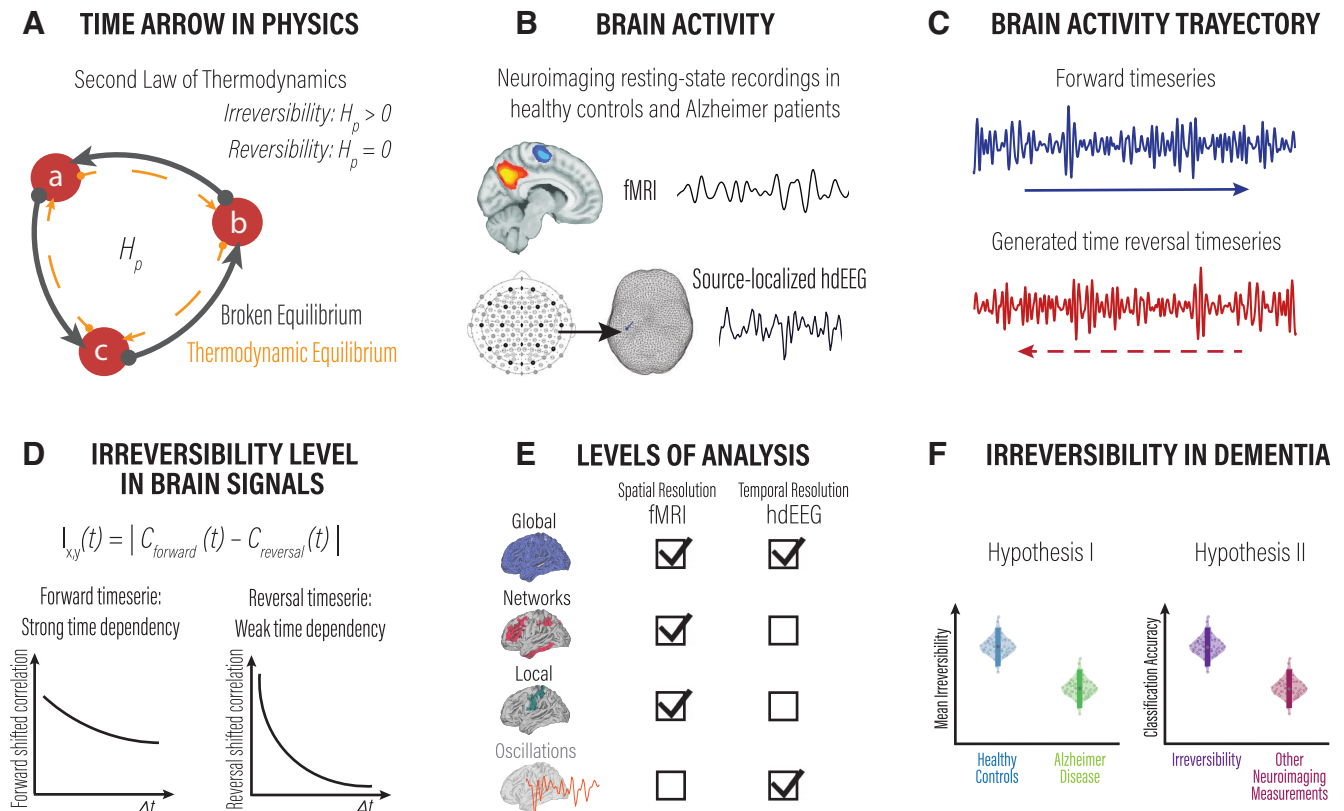 A TIME ARROW IN PHYSICS
Second Law of Thermodynamics
Irreversibility: Hp > 0
Reversibility: Hp = 0
a
b
Hp
c
Broken Equilibrium
Thermodynamic Equilibrium
B BRAIN ACTIVITY
Neuroimaging resting-state recordings in
healthy controls and Alzheimer patients
fMRI
Source-localized hdEEG
C BRAIN ACTIVITY TRAYECTORY
Forward timeseries
Generated time reversal timeseries
D IRREVERSIBILITY LEVEL
IN BRAIN SIGNALS
Ix,y(t) = | Cforward (t) – Creversal (t) |
Forward timeserie:
Strong time dependency
Forward shifted correlation
Δt
Reversal timeserie:
Weak time dependency
Reversal shifted correlation
Δt
E LEVELS OF ANALYSIS
Spatial Resolution
fMRI
Temporal Resolution
hdEEG
Global
Networks
Local
Oscillations
F IRREVERSIBILITY IN DEMENTIA
Hypothesis I
Mean Irreversibility
Healthy
Controls
Alzheimer
Disease
Hypothesis II
Classification Accuracy
Irreversibility
Other
Neuroimaging
Measurements